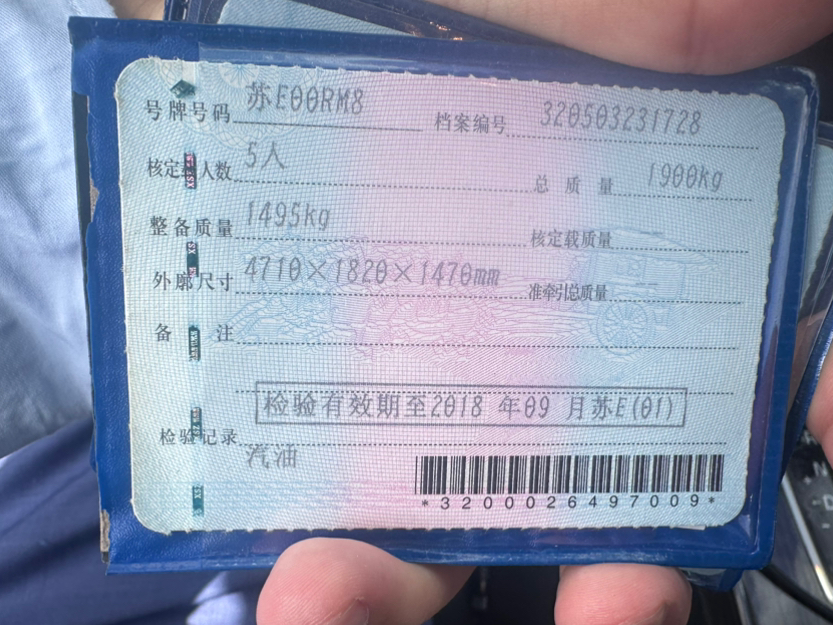 号牌号码 苏E00RM8 档案编号 320503231728
核定 人数 5人 总质量 1900kg
整备质量 1495kg 核定载质量 --
外廓尺寸 4710×1820×1470mm 准牵引总质量 --
备 注
检验有效期至2018 年09 月苏E(01)
检验记录
汽油
*3200026497009*